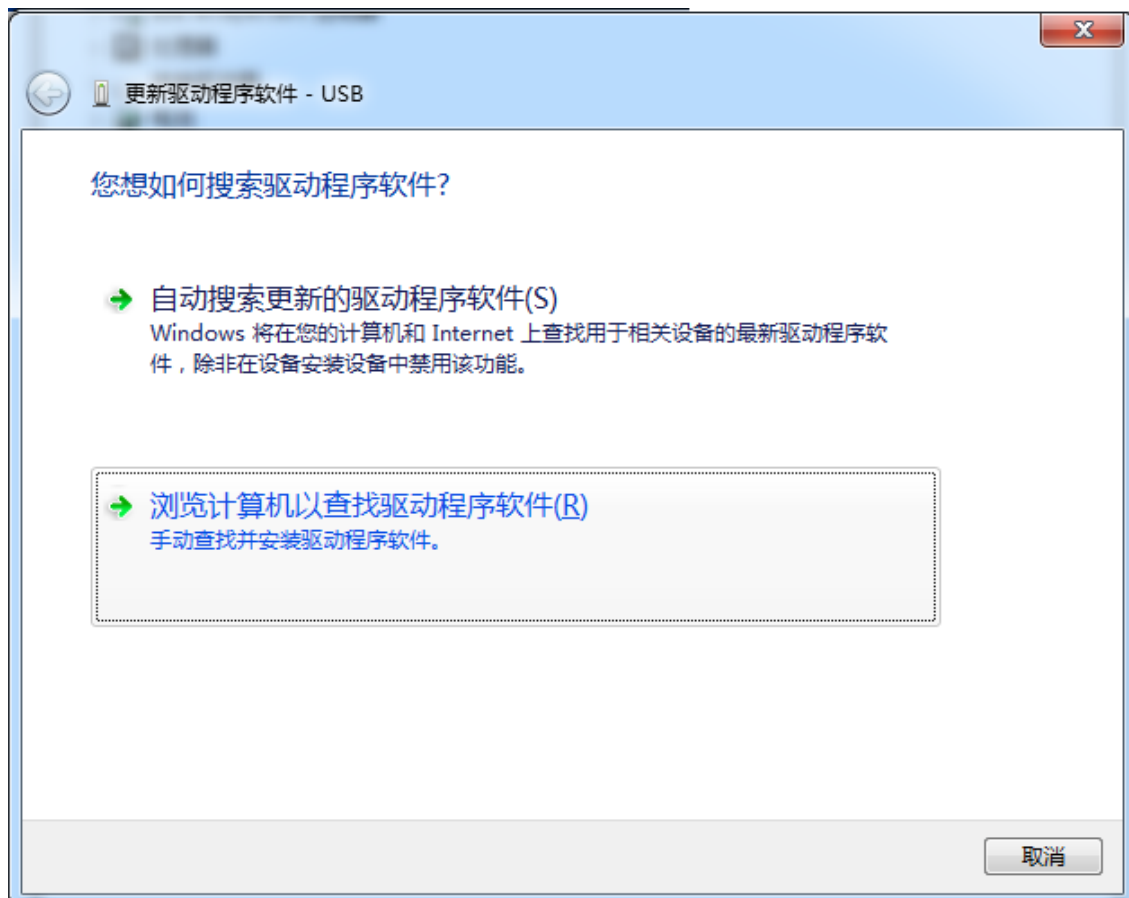 更新驱动程序软件 - USB
您想如何搜索驱动程序软件?
自动搜索更新的驱动程序软件(S)
Windows 将在您的计算机和 Internet 上查找用于相关设备的最新驱动程序软
件，除非在设备安装设备中禁用该功能。
浏览计算机以查找驱动程序软件(R)
手动查找并安装驱动程序软件。
取消